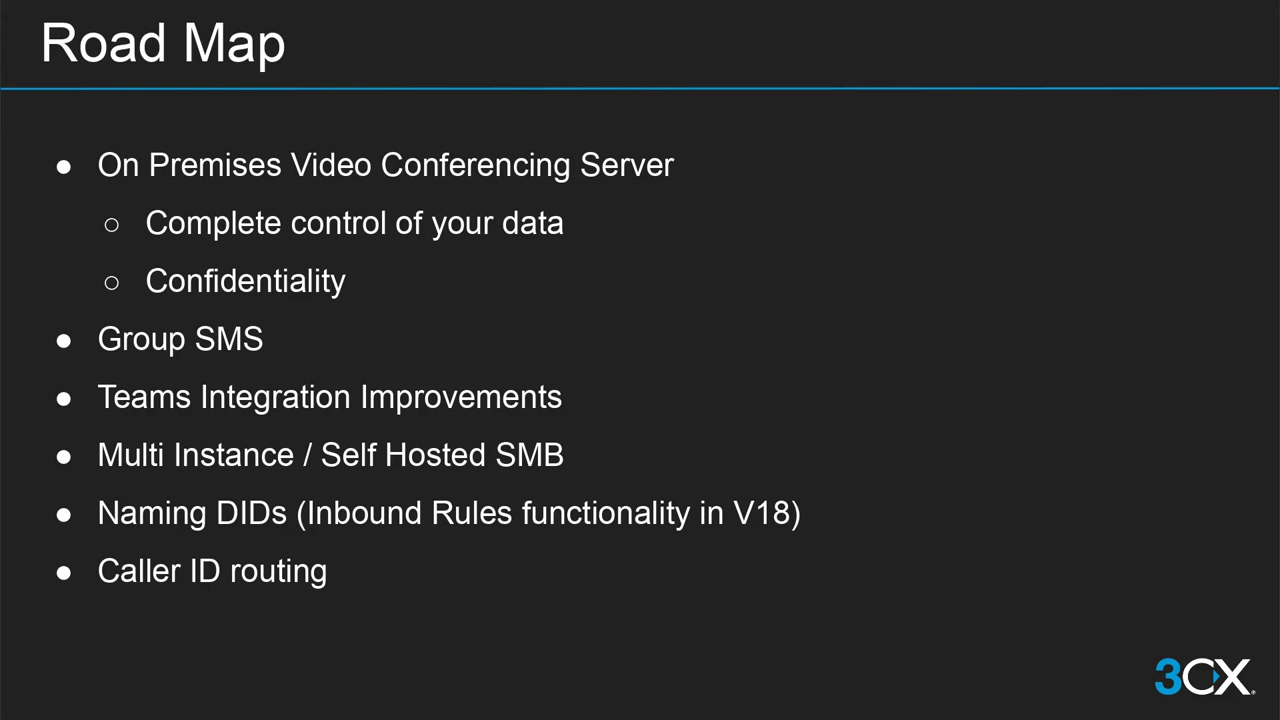 Road Map
● On Premises Video Conferencing Server
○ Complete control of your data
○ Confidentiality
● Group SMS
● Teams Integration Improvements
● Multi Instance / Self Hosted SMB
● Naming DIDs (Inbound Rules functionality in V18)
● Caller ID routing
3CX®